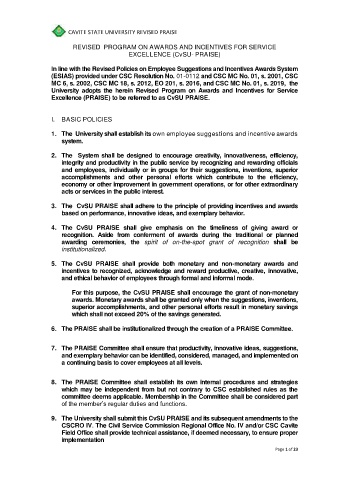 CAVITE STATE UNIVERSITY REVISED PRAISE
REVISED PROGRAM ON AWARDS AND INCENTIVES FOR SERVICE
EXCELLENCE (CvSU- PRAISE)
In line with the Revised Policies on Employee Suggestions and Incentives Awards System
(ESIAS) provided under CSC Resolution No. 01-0112 and CSC MC No. 01, s. 2001, CSC
MC 6, s. 2002, CSC MC 18, s. 2012, EO 201, s. 2016, and CSC MC No. 01, s. 2019, the
University adopts the herein Revised Program on Awards and Incentives for Service
Excellence (PRAISE) to be referred to as CvSU PRAISE.
I. BASIC POLICIES
1. The University shall establish its own employee suggestions and incentive awards
system.
2. The System shall be designed to encourage creativity, innovativeness, efficiency,
integrity and productivity in the public service by recognizing and rewarding officials
and employees, individually or in groups for their suggestions, inventions, superior
accomplishments and other personal efforts which contribute to the efficiency,
economy or other improvement in government operations, or for other extraordinary
acts or services in the public interest.
3. The CvSU PRAISE shall adhere to the principle of providing incentives and awards
based on performance, innovative ideas, and exemplary behavior.
4. The CvSU PRAISE shall give emphasis on the timeliness of giving award or
recognition. Aside from conferment of awards during the traditional or planned
awarding ceremonies, the spirit of on-the-spot grant of recognition shall be
institutionalized.
5. The CvSU PRAISE shall provide both monetary and non-monetary awards and
incentives to recognized, acknowledge and reward productive, creative, innovative,
and ethical behavior of employees through formal and informal mode.
For this purpose, the CvSU PRAISE shall encourage the grant of non-monetary
awards. Monetary awards shall be granted only when the suggestions, inventions,
superior accomplishments, and other personal efforts result in monetary savings
which shall not exceed 20% of the savings generated.
6. The PRAISE shall be institutionalized through the creation of a PRAISE Committee.
7. The PRAISE Committee shall ensure that productivity, innovative ideas, suggestions,
and exemplary behavior can be identified, considered, managed, and implemented on
a continuing basis to cover employees at all levels.
8. The PRAISE Committee shall establish its own internal procedures and strategies
which may be independent from but not contrary to CSC established rules as the
committee deems applicable. Membership in the Committee shall be considered part
of the member's regular duties and functions.
9. The University shall submit this CvSU PRAISE and its subsequent amendments to the
CSCRO IV. The Civil Service Commission Regional Office No. IV and/or CSC Cavite
Field Office shall provide technical assistance, if deemed necessary, to ensure proper
implementation
Page 1 of 23